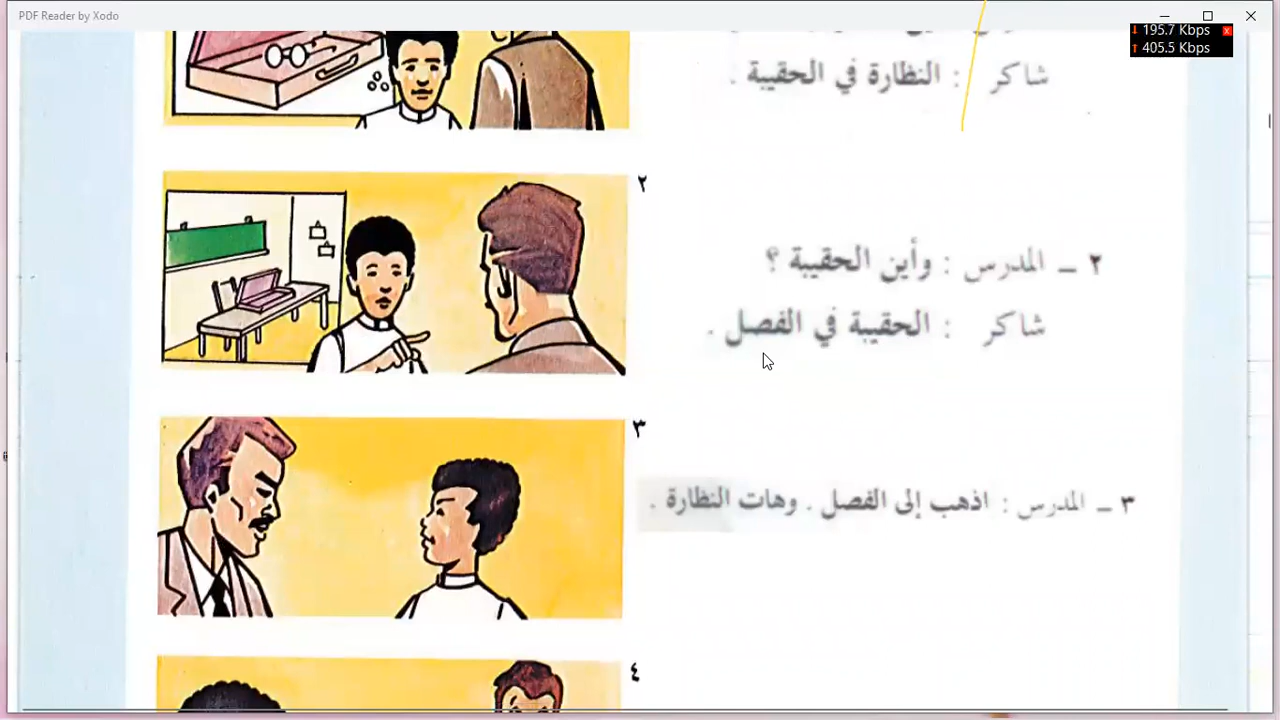 PDF Reader by Xodo
195.7 Kbps
405.5 Kbps
شاكر : النظارة في الحقيبة .
٢
٢ ـ المدرس : وأين الحقيبة ؟
شاكر : الحقيبة في الفصل .
٣
٣ ـ المدرس : اذهب إلى الفصل . وهات النظارة .
٤